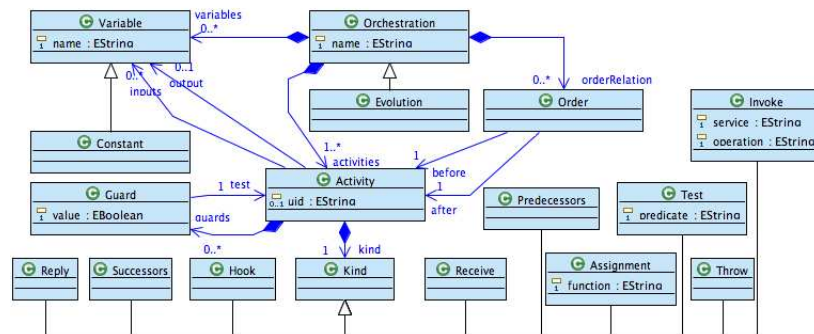 Variable
name : EString
variables
0..*
Orchestration
name : EString
0..*
inputs
0..1
output
0..*
orderRelation
Evolution
Order
Invoke
service : EString
operation : EString
Constant
1..*
activities
1
before
1
after
Guard
value : EBoolean
1
test
Activity
0..1
uid : EString
guards
0..*
1
kind
Predecessors
Test
predicate : EString
Reply
Successors
Hook
Kind
Receive
Assignment
function : EString
Throw